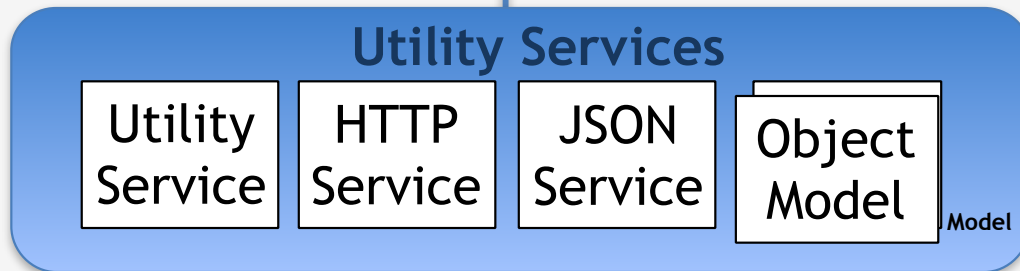 Utility Services
Utility
Service
HTTP
Service
JSON
Service
Object
Model
Model